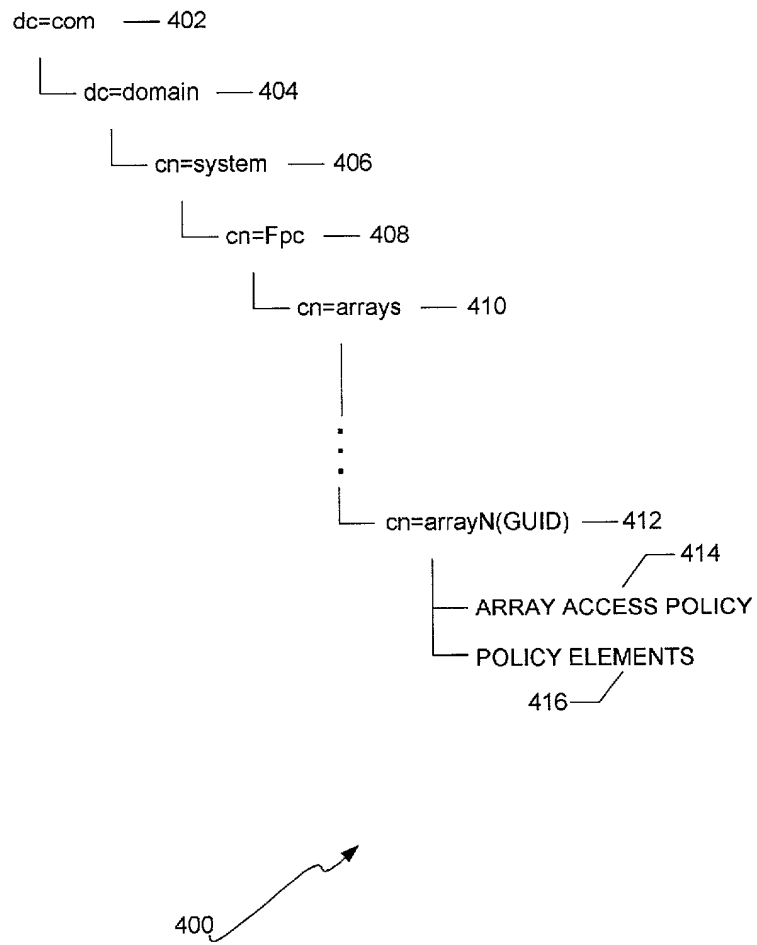 dc=com 402
dc=domain 404
cn=system 406
cn=Fpc 408
cn=arrays 410
cn=arrayN(GUID) 412
414
ARRAY ACCESS POLICY
POLICY ELEMENTS
416
400